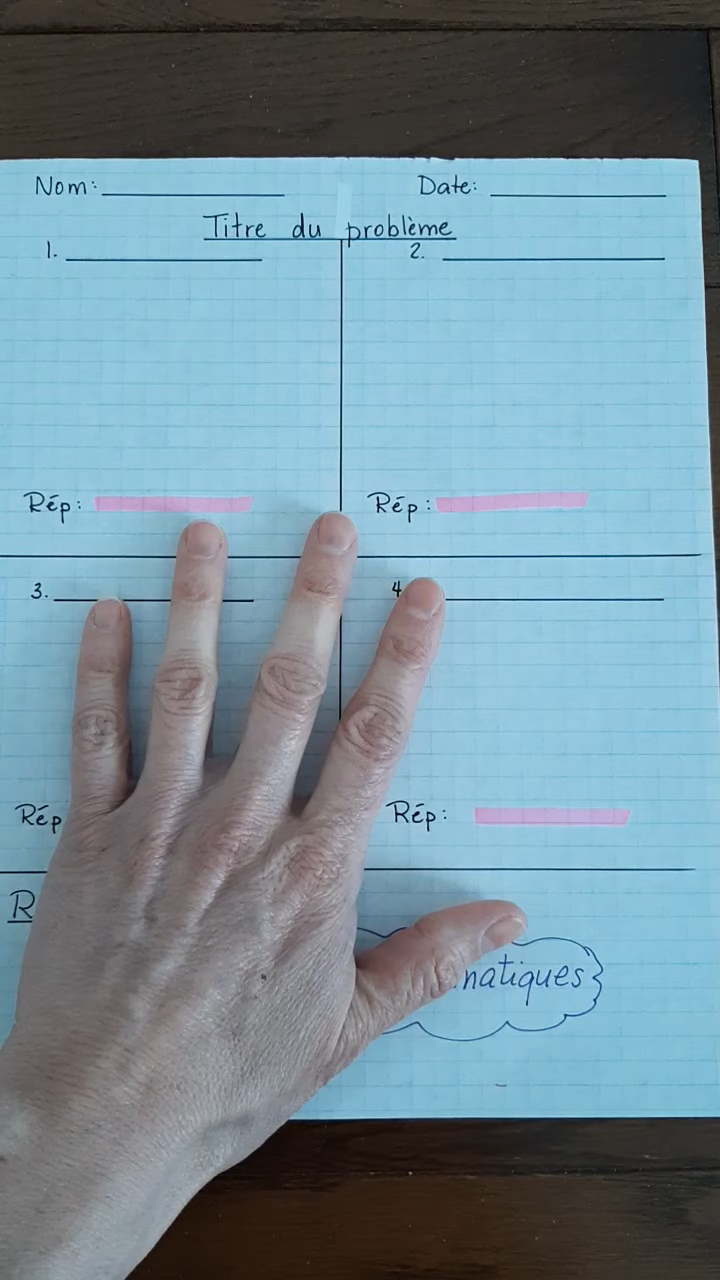 Nom: Date:
Titre du problème
1. 2.
Rép: Rép:
3. 4
Rép Rép:
R
natiques